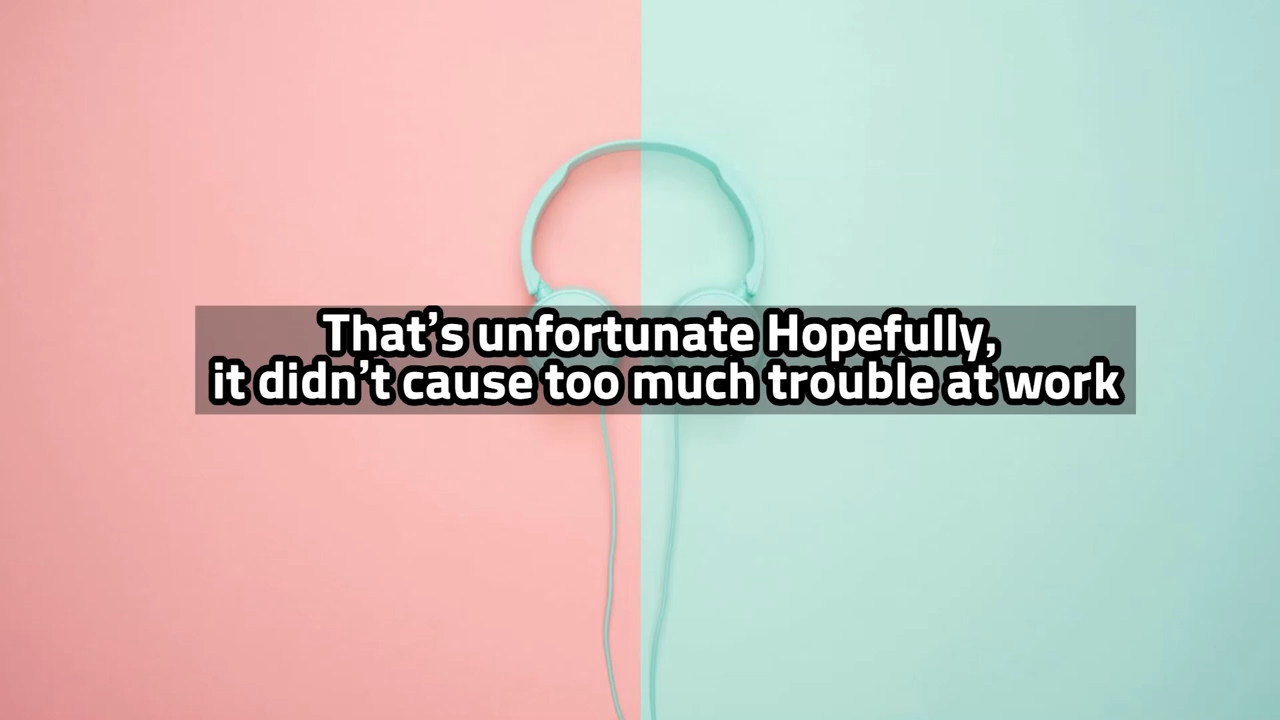 That’s unfortunate Hopefully,
it didn’t cause too much trouble at work